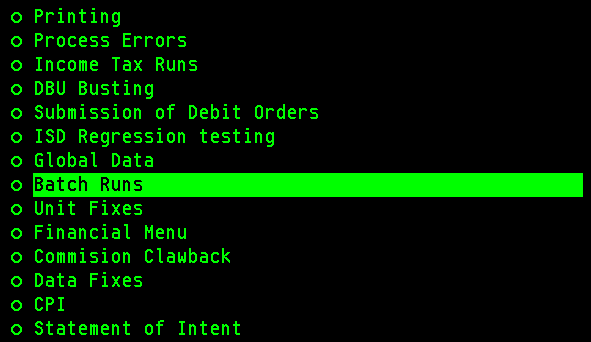 Printing
Process Errors
Income Tax Runs
DBU Busting
Submission of Debit Orders
ISD Regression testing
Global Data
Batch Runs
Unit Fixes
Financial Menu
Commision Clawback
Data Fixes
CPI
Statement of Intent